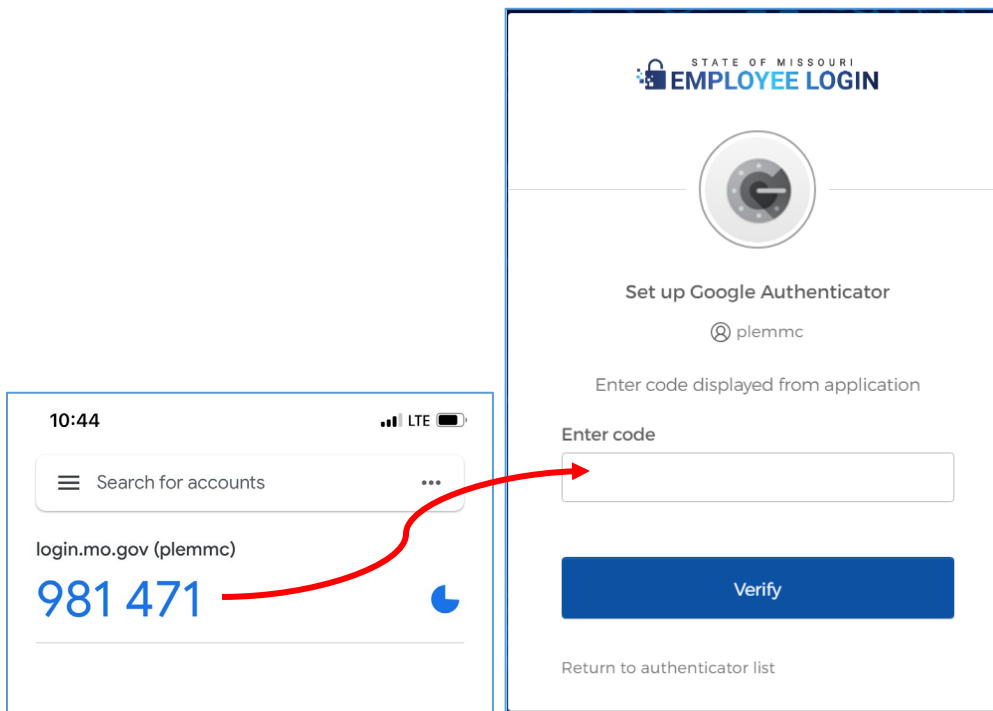 STATE OF MISSOURI
EMPLOYEE LOGIN
Set up Google Authenticator
plemmc
Enter code displayed from application
Enter code
Verify
Return to authenticator list
10:44
LTE
Search for accounts
login.mo.gov (plemmc)
981 471